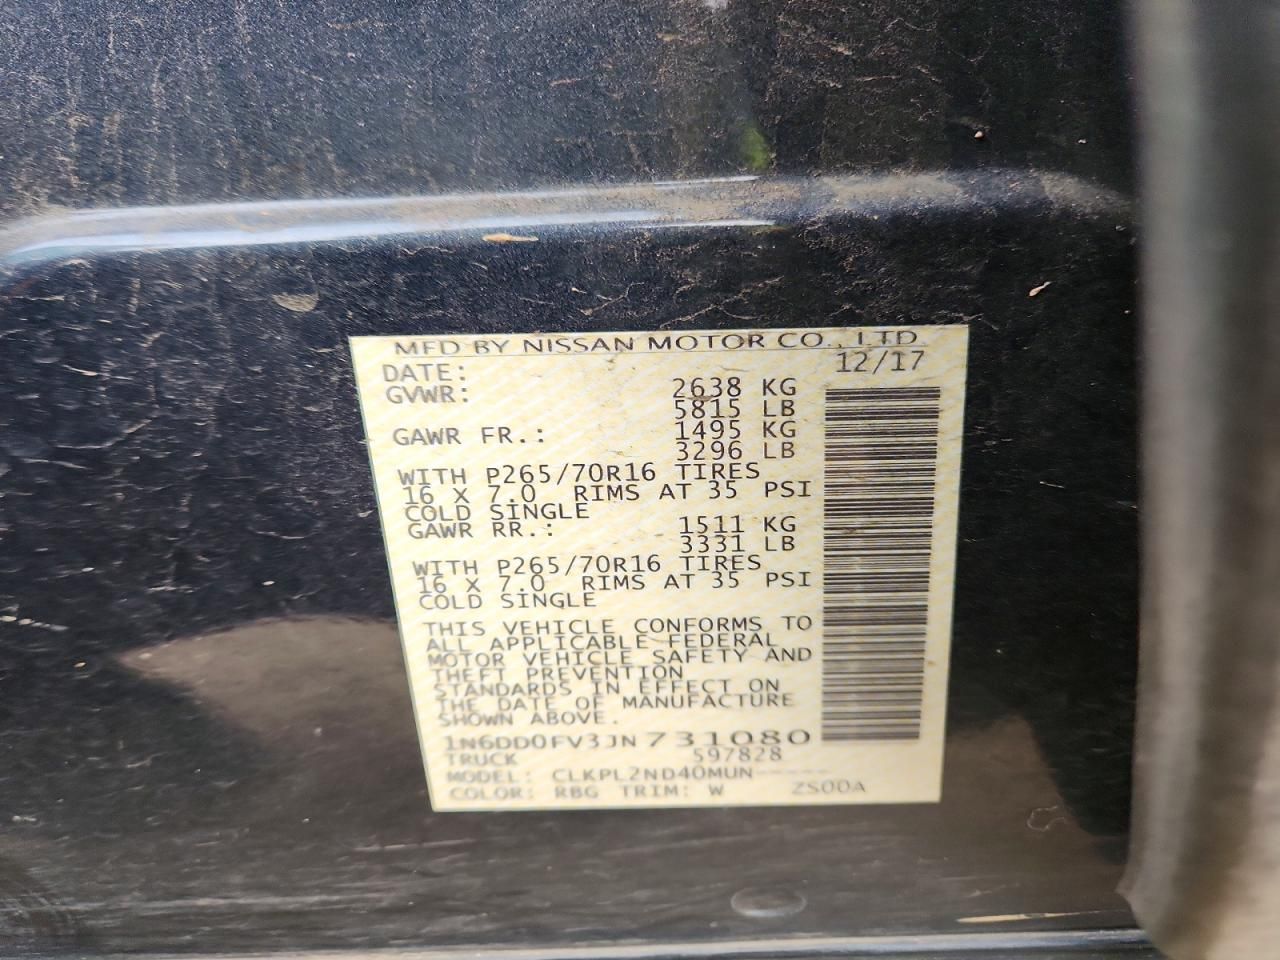 MFD BY NISSAN MOTOR CO., LTD.
DATE: 12/17
GVWR: 2638 KG
5815 LB
GAWR FR.: 1495 KG
3296 LB
WITH P265/70R16 TIRES
16 X 7.0 RIMS AT 35 PSI
COLD SINGLE
GAWR RR.: 1511 KG
3331 LB
WITH P265/70R16 TIRES
16 X 7.0 RIMS AT 35 PSI
COLD SINGLE
THIS VEHICLE CONFORMS TO
ALL APPLICABLE FEDERAL
MOTOR VEHICLE SAFETY AND
THEFT PREVENTION
STANDARDS IN EFFECT ON
THE DATE OF MANUFACTURE
SHOWN ABOVE.
1N6DD0FV3JN731080
TRUCK 597828
MODEL: CLKPL2ND40MUN-----
COLOR: RBG TRIM: W ZS00A